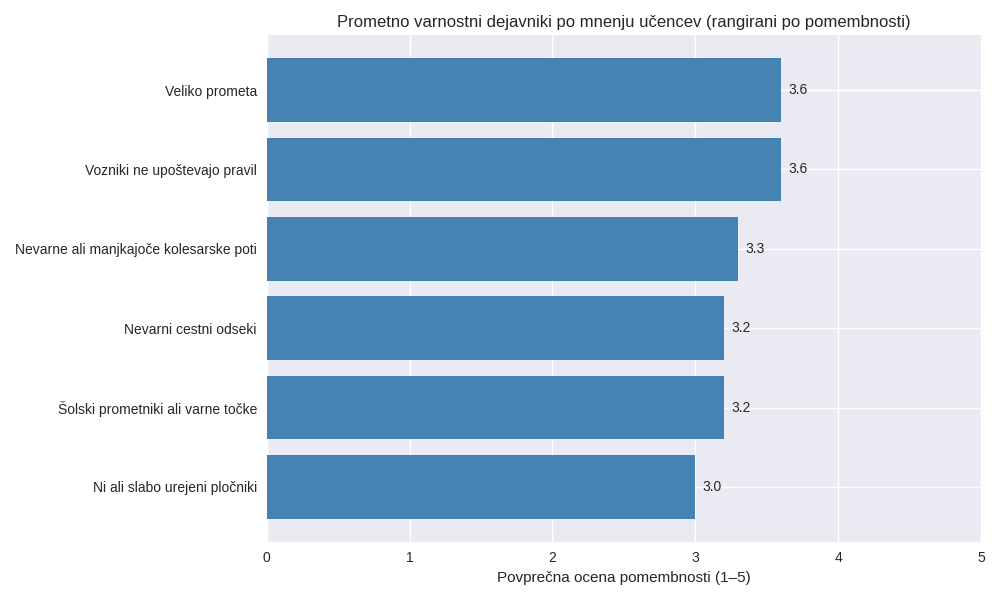 Prometno varnostni dejavniki po mnenju učencev (rangirani po pomembnosti)
Veliko prometa
3.6
Vozniki ne upoštevajo pravil
3.6
Nevarne ali manjkajoče kolesarske poti
3.3
Nevarni cestni odseki
3.2
Šolski prometniki ali varne točke
3.2
Ni ali slabo urejeni pločniki
3.0
0 1 2 3 4 5
Povprečna ocena pomembnosti (1–5)